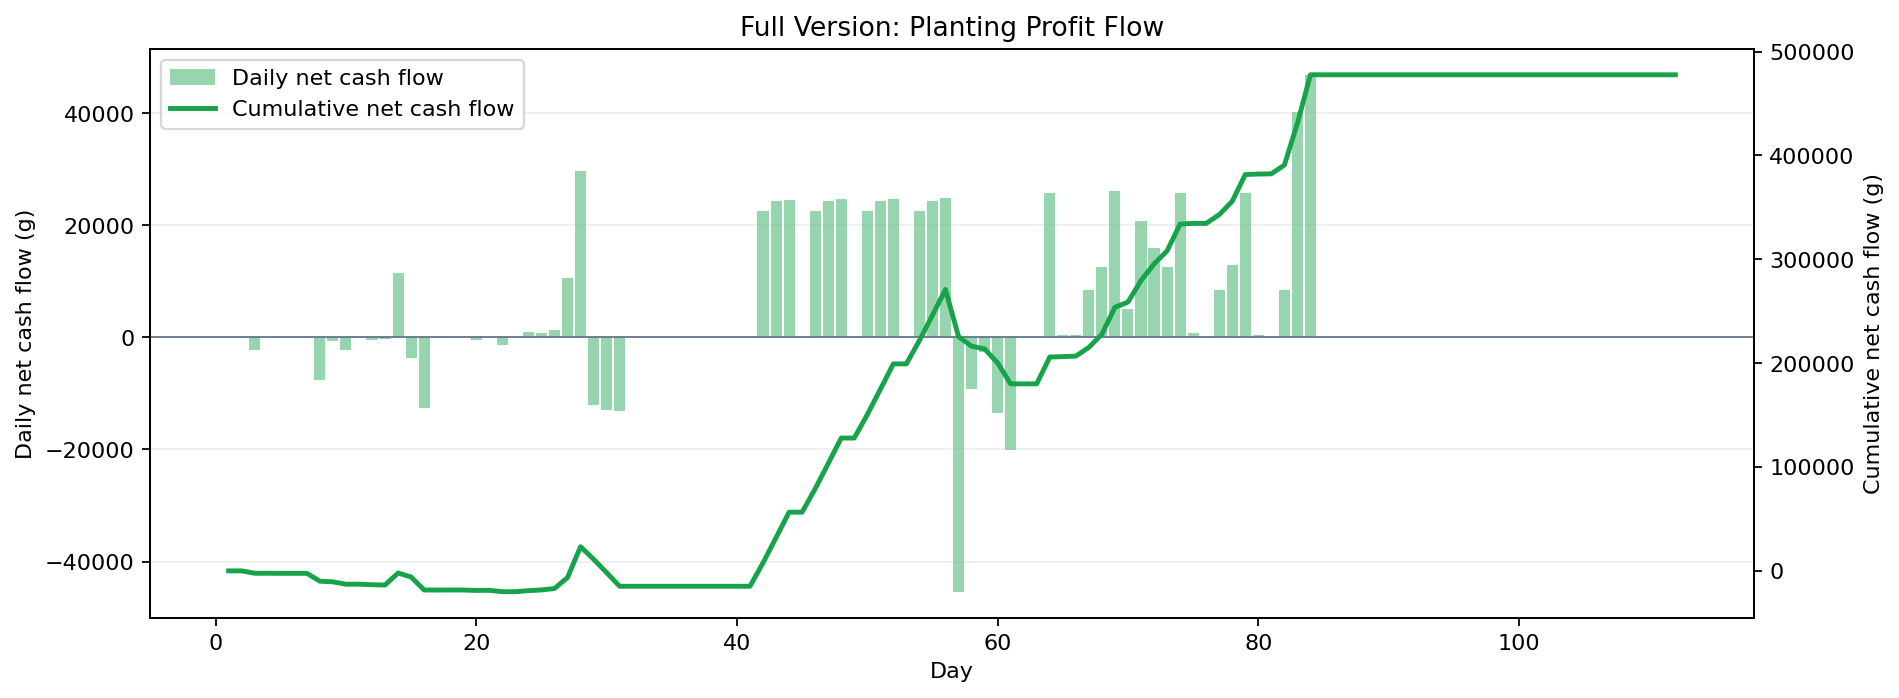 Full Version: Planting Profit Flow
Daily net cash flow
Cumulative net cash flow
40000
20000
0
−20000
−40000
Daily net cash flow (g)
500000
400000
300000
200000
100000
0
Cumulative net cash flow (g)
0
20
40
60
80
100
Day